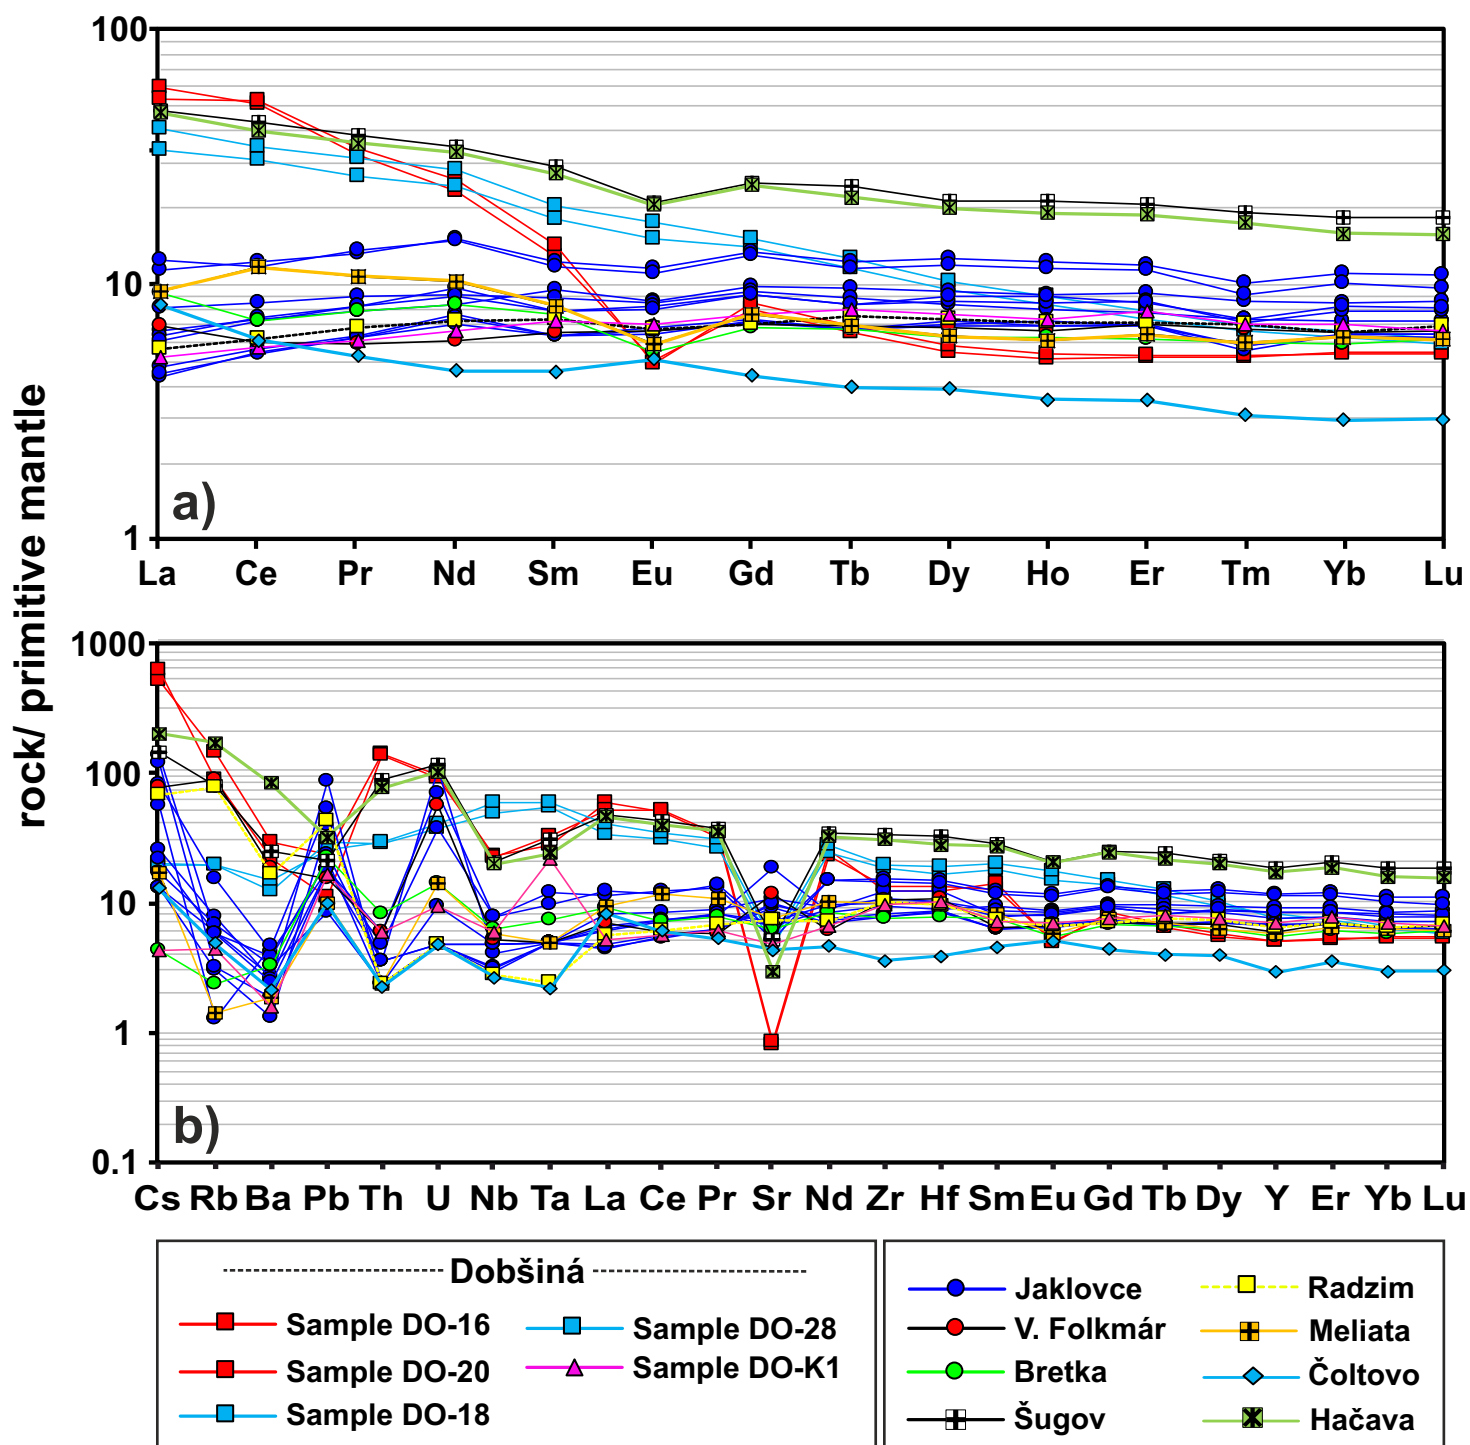 rock/ primitive mantle
100
10
1
a)
La Ce Pr Nd Sm Eu Gd Tb Dy Ho Er Tm Yb Lu
1000
100
10
1
0.1
b)
Cs Rb Ba Pb Th U Nb Ta La Ce Pr Sr Nd Zr Hf Sm Eu Gd Tb Dy Y Er Yb Lu
Dobšiná
Sample DO-16
Sample DO-20
Sample DO-18
Sample DO-28
Sample DO-K1
Jaklovce
V. Folkmár
Bretka
Šugov
Radzim
Meliata
Čoltovo
Hačava